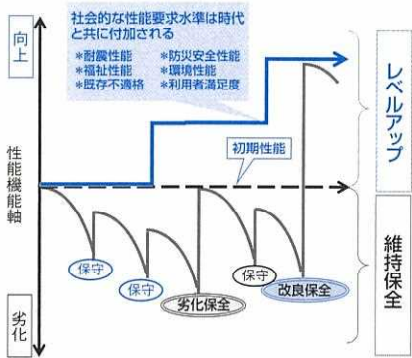 社会的な性能要求水準は時代
と共に付加される
*耐震性能 *防災安全性能
*福祉性能 *環境性能
*既存不適格 *利用者満足度
向上
レベルアップ
初期性能
性能機能軸
維持保全
保守
保守
劣化保全
保守
改良保全
劣化